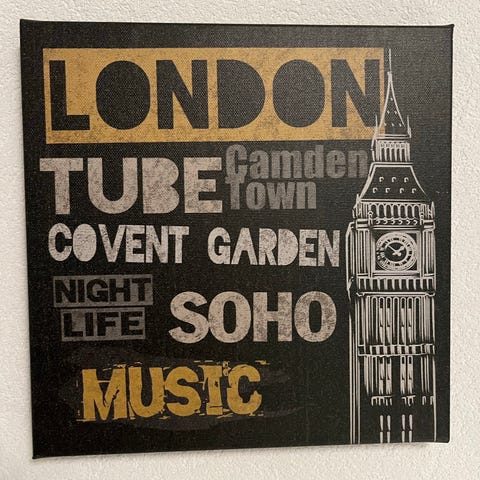 LONDON
TUBE
Camden
Town
COVENT GARDEN
NIGHT
LIFE
SOHO
MUSIC